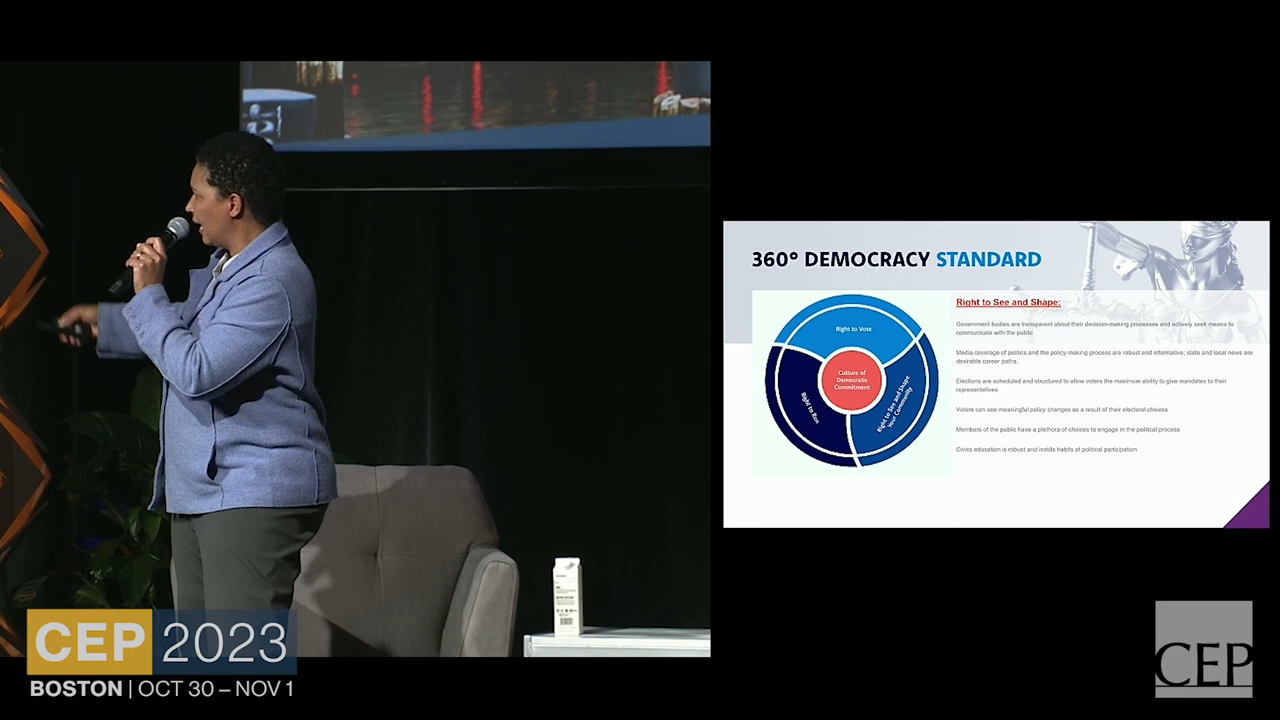 360° DEMOCRACY STANDARD
Right to Vote
Culture of
Democratic
Commitment
Right to Run
Right to See and Shape
Your Community
Right to See and Shape:
Government bodies are transparent about their decision-making processes and actively seek means to
communicate with the public
Media coverage of politics and the policy-making process are robust and informative; state and local news are
desirable career paths.
Elections are scheduled and structured to allow voters the maximum ability to give mandates to their
representatives
Voters can see meaningful policy changes as a result of their electoral choices
Members of the public have a plethora of choices to engage in the political process
Civics education is robust and instills habits of political participation
CEP 2023
BOSTON | OCT 30 – NOV 1
CEP